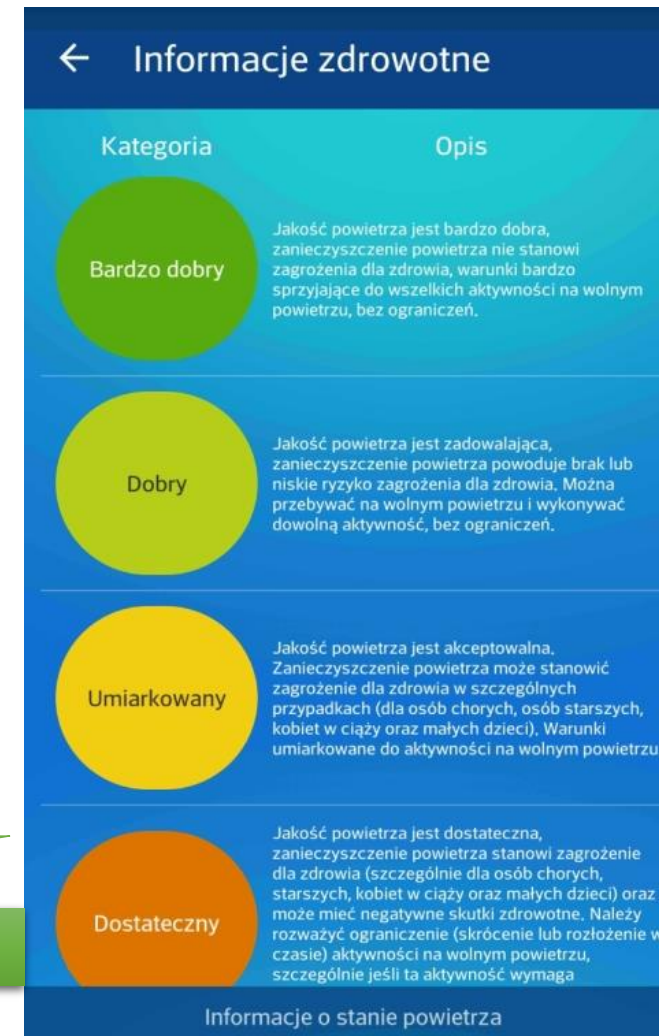 Informacje zdrowotne
Kategoria Opis
Bardzo dobry
Jakość powietrza jest bardzo dobra,
zanieczyszczenie powietrza nie stanowi
zagrożenia dla zdrowia, warunki bardzo
sprzyjające do wszelkich aktywności na wolnym
powietrzu, bez ograniczeń.
Dobry
Jakość powietrza jest zadowalająca,
zanieczyszczenie powietrza powoduje brak lub
niskie ryzyko zagrożenia dla zdrowia. Można
przebywać na wolnym powietrzu i wykonywać
dowolną aktywność, bez ograniczeń.
Umiarkowany
Jakość powietrza jest akceptowalna.
Zanieczyszczenie powietrza może stanowić
zagrożenie dla zdrowia w szczególnych
przypadkach (dla osób chorych, osób starszych,
kobiet w ciąży oraz małych dzieci). Warunki
umiarkowane do aktywności na wolnym powietrzu
Dostateczny
Jakość powietrza jest dostateczna,
zanieczyszczenie powietrza stanowi zagrożenie
dla zdrowia (szczególnie dla osób chorych,
starszych, kobiet w ciąży oraz małych dzieci) oraz
może mieć negatywne skutki zdrowotne. Należy
rozważyć ograniczenie (skrócenie lub rozłożenie w
czasie) aktywności na wolnym powietrzu,
szczególnie jeśli ta aktywność wymaga
Informacje o stanie powietrza